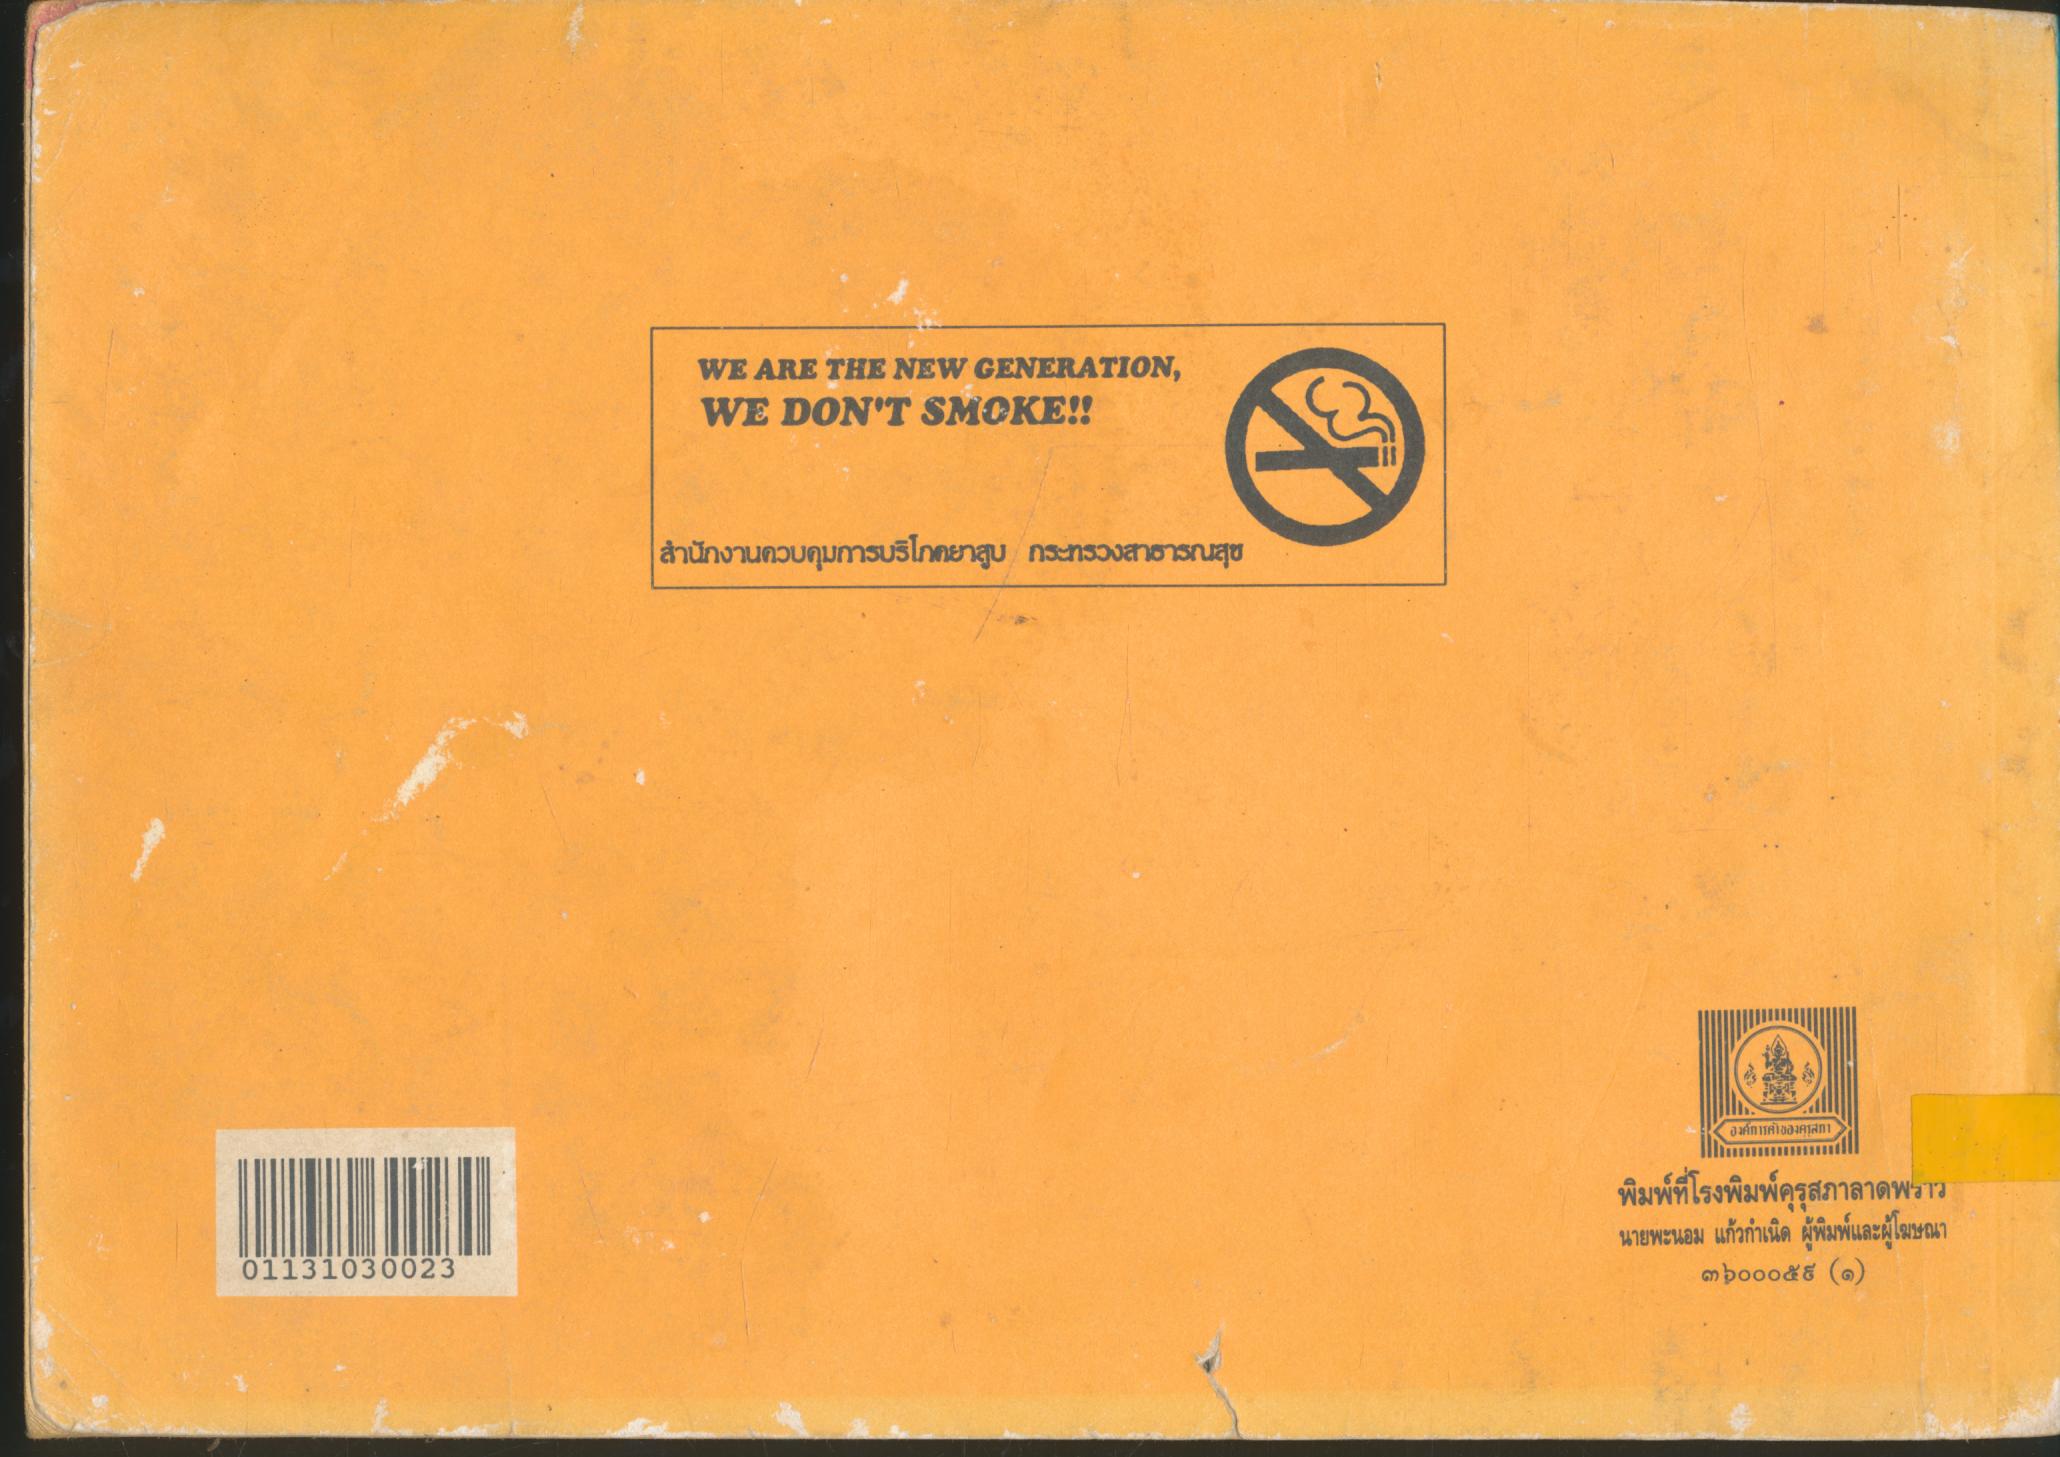 WE ARE THE NEW GENERATION,
WE DON'T SMOKE!!
สำนักงานควบคุมการบริโภคยาสูบ กระทรวงสาธารณสุข
01131030023
องค์การค้าของคุรุสภา
พิมพ์ที่โรงพิมพ์คุรุสภาลาดพร้าว
นายพะนอม แก้วกำเนิด ผู้พิมพ์และผู้โฆษณา
๓๖๐๐๐๕๙ (๑)